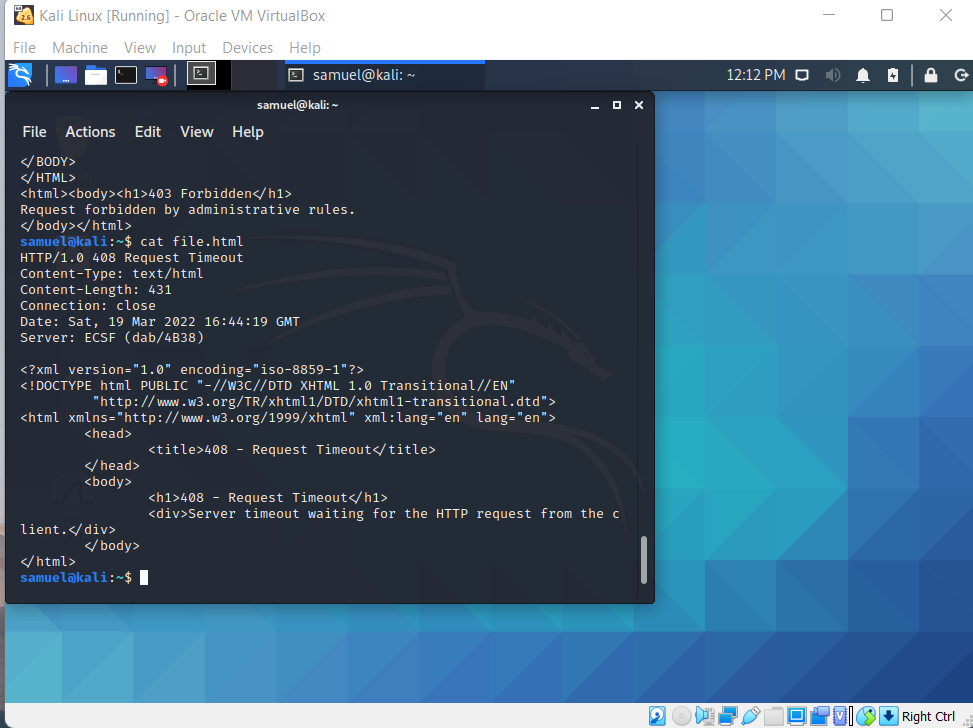 Kali Linux [Running] - Oracle VM VirtualBox
File Machine View Input Devices Help
samuel@kali: ~
12:12 PM
samuel@kali: ~
File Actions Edit View Help
</BODY>
</HTML>
<html><body><h1>403 Forbidden</h1>
Request forbidden by administrative rules.
</body></html>
samuel@kali:~$ cat file.html
HTTP/1.0 408 Request Timeout
Content-Type: text/html
Content-Length: 431
Connection: close
Date: Sat, 19 Mar 2022 16:44:19 GMT
Server: ECSF (dab/4B38)
<?xml version="1.0" encoding="iso-8859-1"?>
<!DOCTYPE html PUBLIC "-//W3C//DTD XHTML 1.0 Transitional//EN"
"http://www.w3.org/TR/xhtml1/DTD/xhtml1-transitional.dtd">
<html xmlns="http://www.w3.org/1999/xhtml" xml:lang="en" lang="en">
<head>
<title>408 - Request Timeout</title>
</head>
<body>
<h1>408 - Request Timeout</h1>
<div>Server timeout waiting for the HTTP request from the c
lient.</div>
</body>
</html>
samuel@kali:~$
Right Ctrl